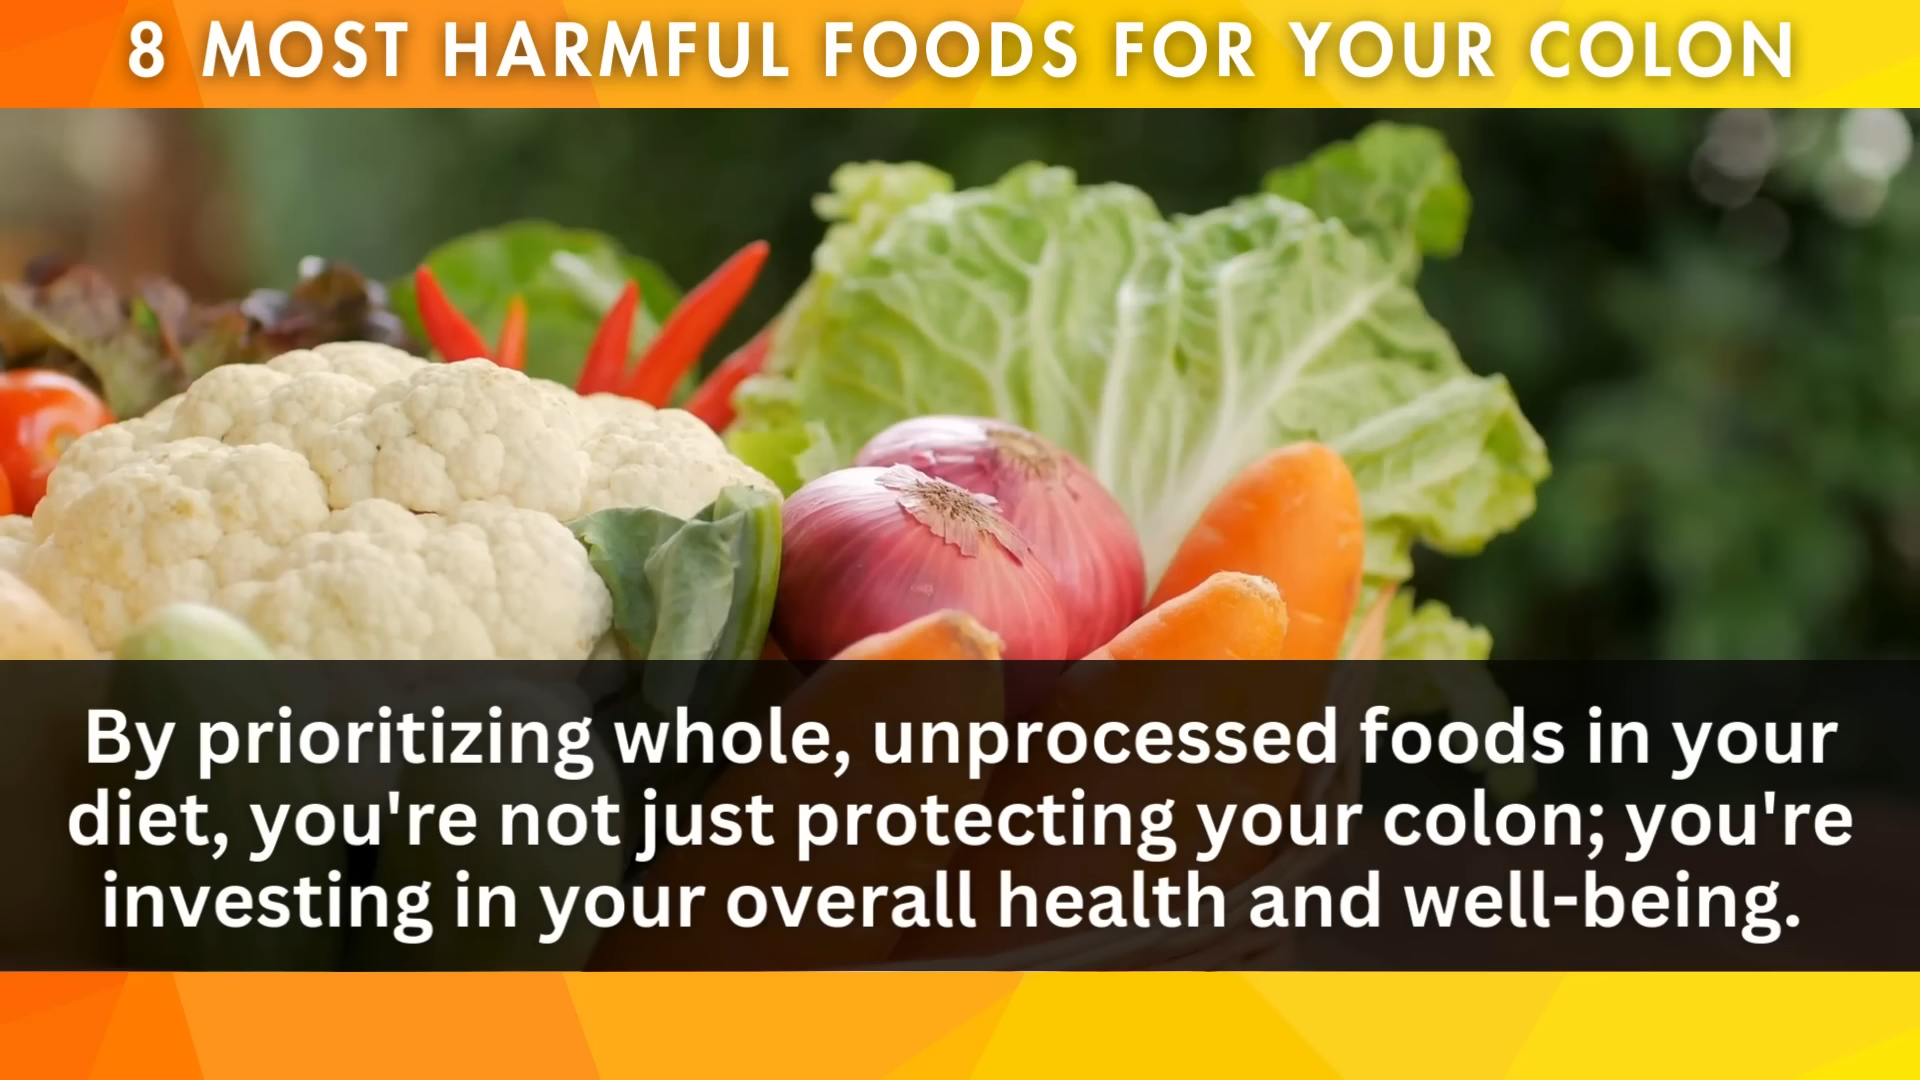 8 MOST HARMFUL FOODS FOR YOUR COLON
By prioritizing whole, unprocessed foods in your
diet, you're not just protecting your colon; you're
investing in your overall health and well-being.